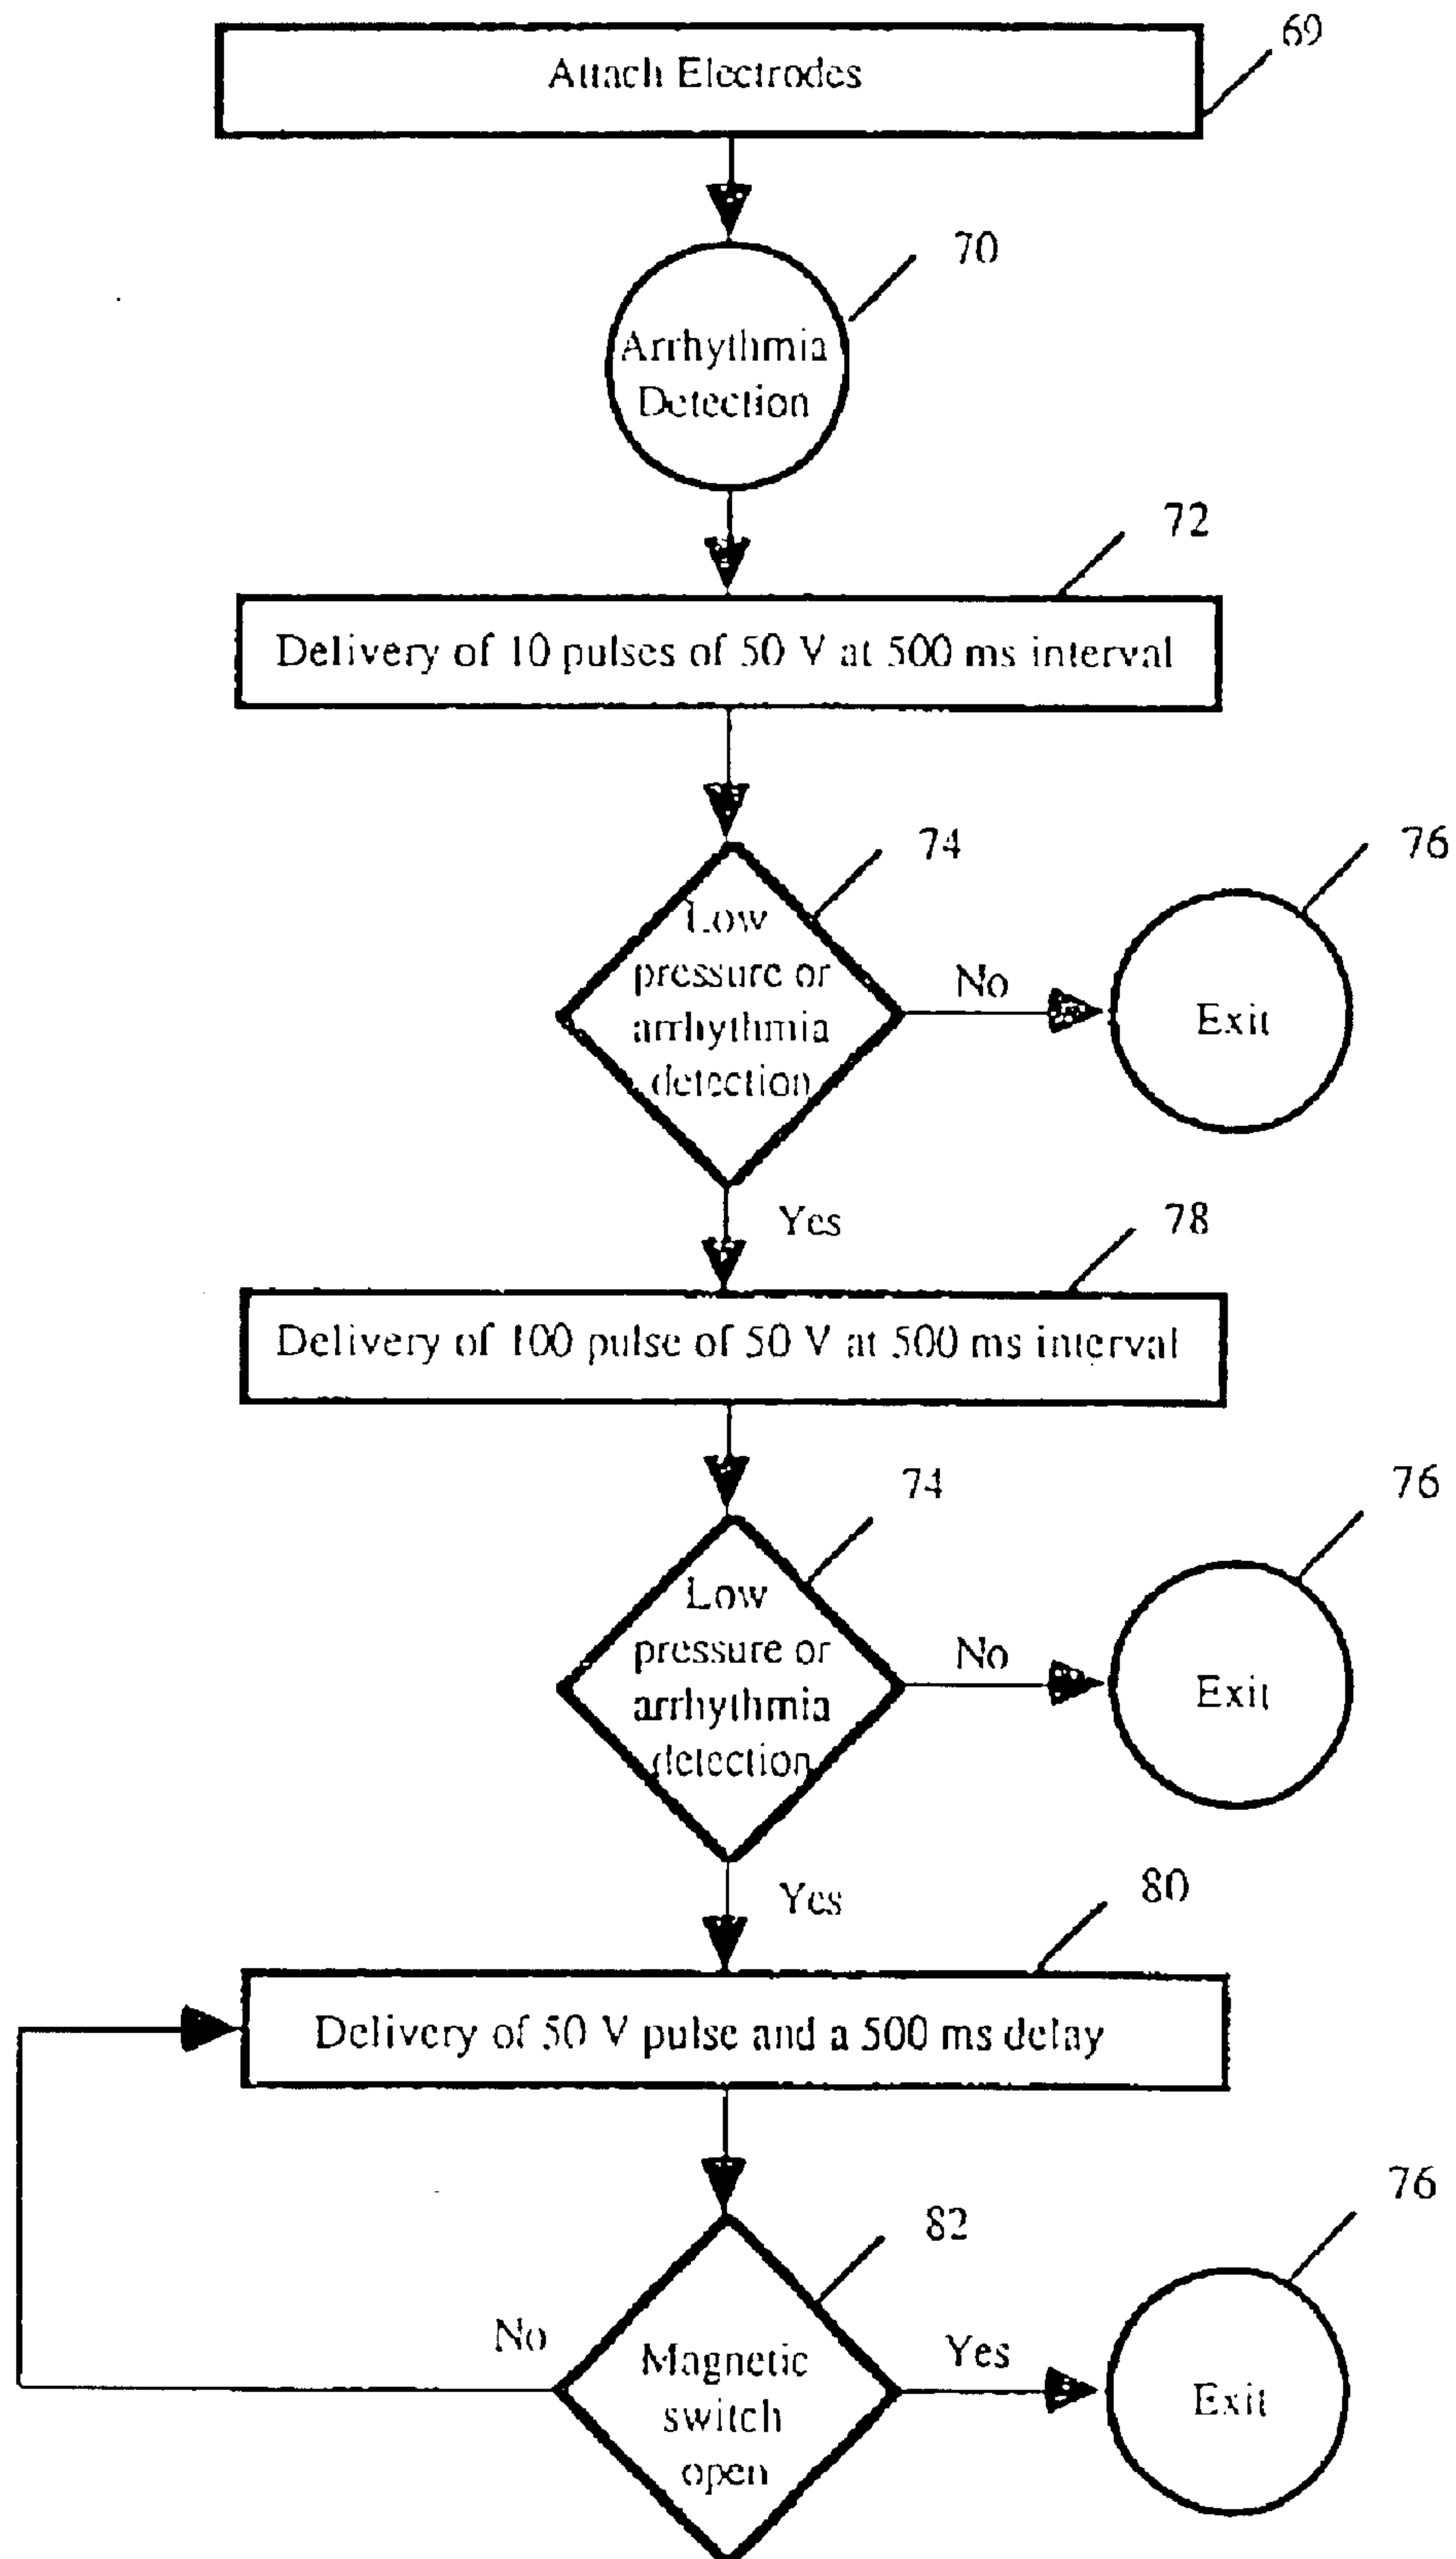 69
Attach Electrodes
70
Arrhythmia
Detection
72
Delivery of 10 pulses of 50 V at 500 ms interval
74
76
Low
pressure or
arrhythmia
detection
No
Exit
Yes
78
Delivery of 100 pulse of 50 V at 500 ms interval
74
76
Low
pressure or
arrhythmia
detection
No
Exit
Yes
80
Delivery of 50 V pulse and a 500 ms delay
76
82
No
Magnetic
switch
open
Yes
Exit